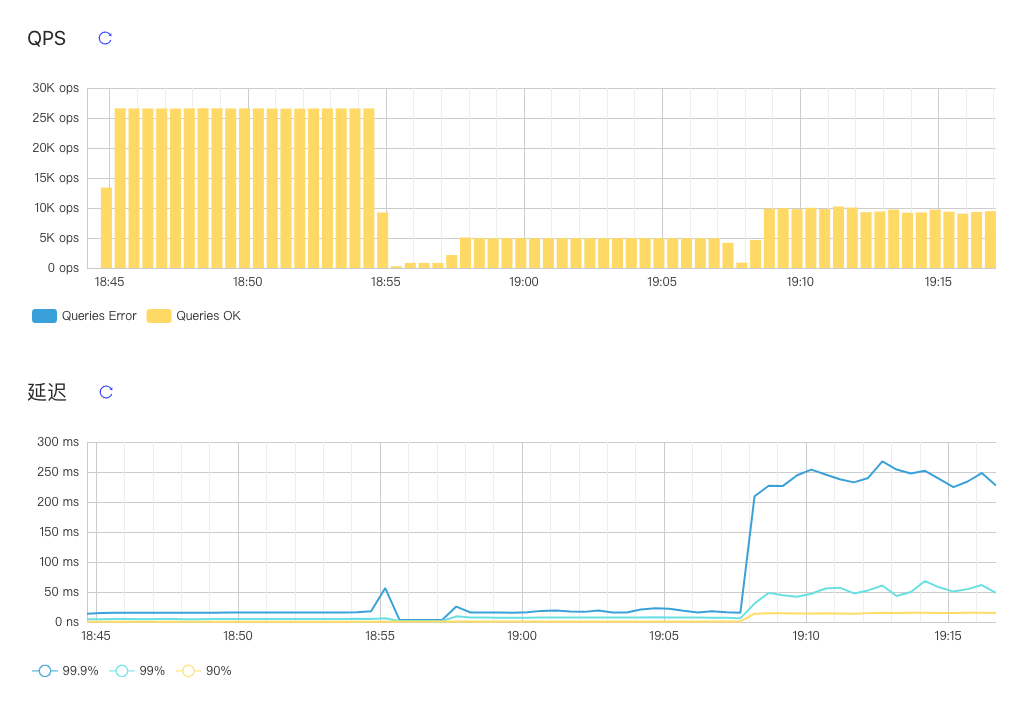 QPS
30K ops
25K ops
20K ops
15K ops
10K ops
5K ops
0 ops
18:45 18:50 18:55 19:00 19:05 19:10 19:15
Queries Error Queries OK
延迟
300 ms
250 ms
200 ms
150 ms
100 ms
50 ms
0 ns
18:45 18:50 18:55 19:00 19:05 19:10 19:15
99.9% 99% 90%